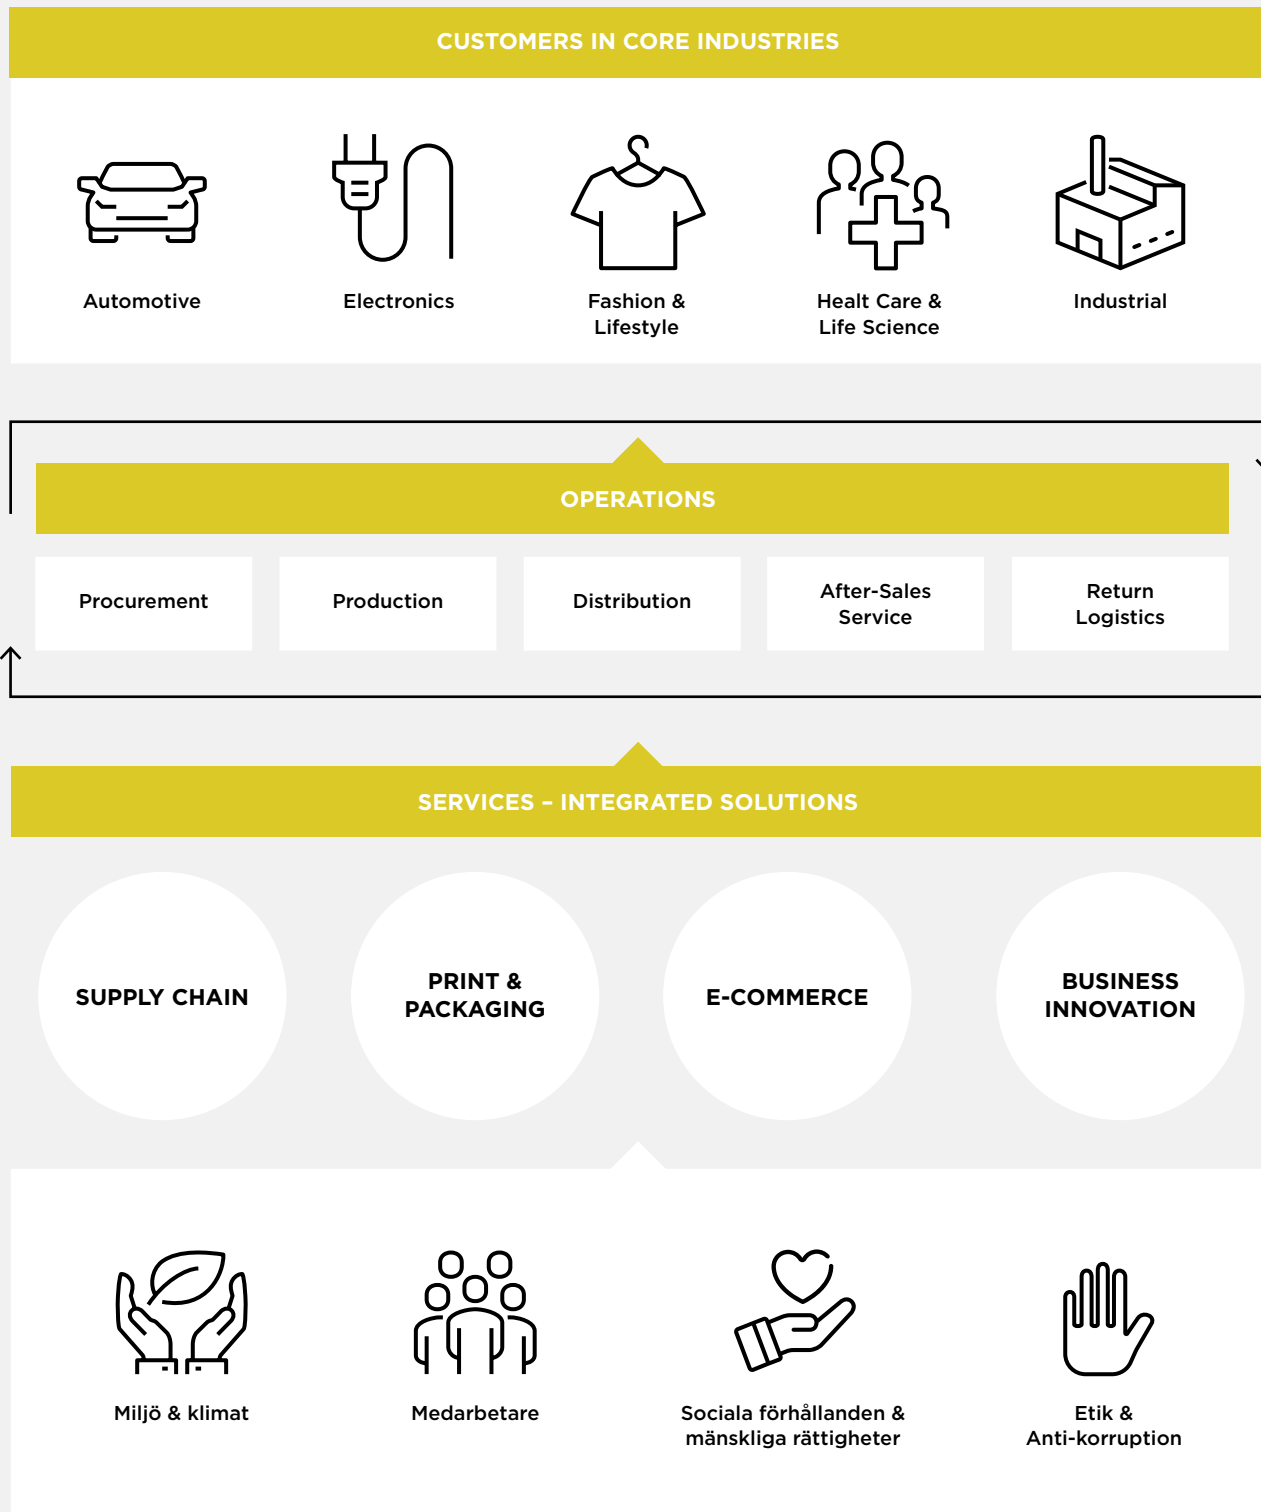 CUSTOMERS IN CORE INDUSTRIES
Automotive
Electronics
Fashion &
Lifestyle
Healt Care &
Life Science
Industrial
OPERATIONS
Procurement
Production
Distribution
After-Sales
Service
Return
Logistics
SERVICES – INTEGRATED SOLUTIONS
SUPPLY CHAIN
PRINT &
PACKAGING
E-COMMERCE
BUSINESS
INNOVATION
Miljö & klimat
Medarbetare
Sociala förhållanden &
mänskliga rättigheter
Etik &
Anti-korruption